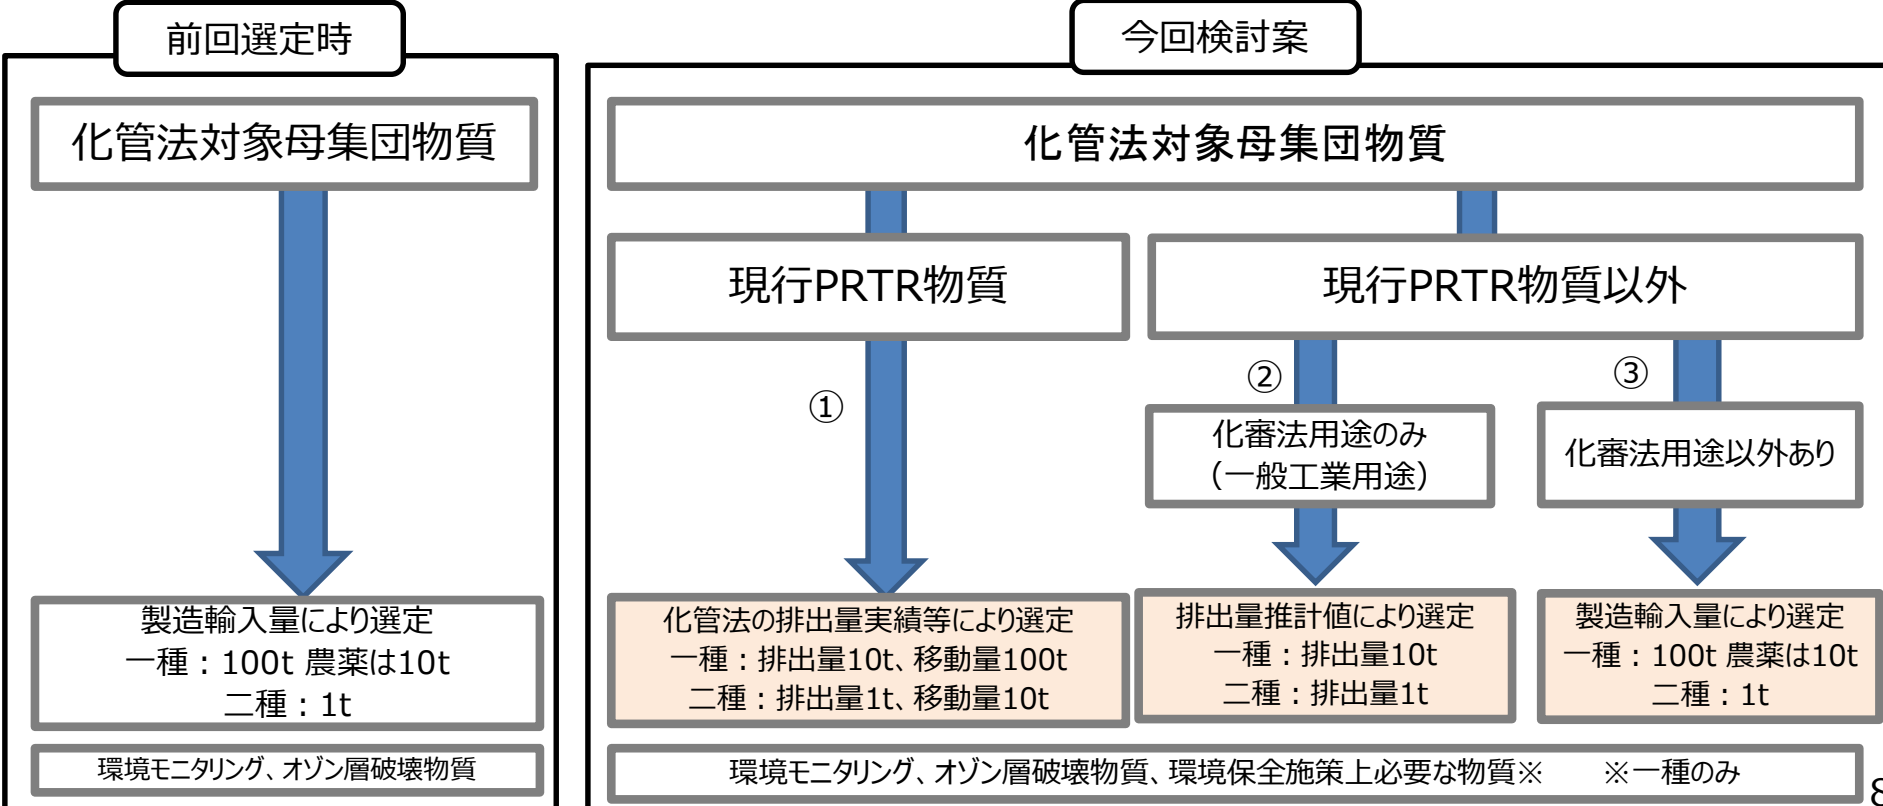 前回選定時
化管法対象母集団物質
製造輸入量により選定
一種：100t 農薬は10t
二種：1t
環境モニタリング、オゾン層破壊物質
今回検討案
化管法対象母集団物質
現行PRTR物質
現行PRTR物質以外
①
②
③
化審法用途のみ
（一般工業用途）
化審法用途以外あり
化管法の排出量実績等により選定
一種：排出量10t、移動量100t
二種：排出量1t、移動量10t
排出量推計値により選定
一種：排出量10t
二種：排出量1t
製造輸入量により選定
一種：100t 農薬は10t
二種：1t
環境モニタリング、オゾン層破壊物質、環境保全施策上必要な物質※　　※一種のみ
8